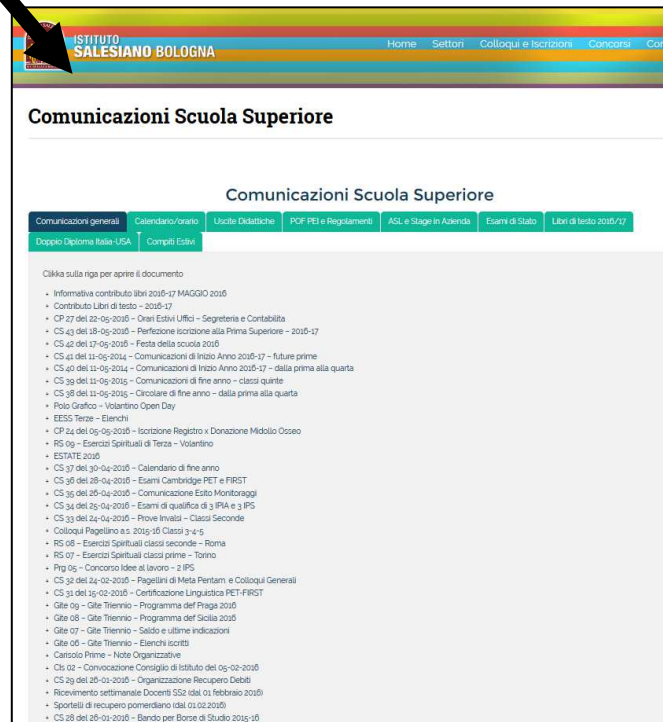 ISTITUTO
SALESIANO BOLOGNA
Home Settori Colloqui e Iscrizioni Concorsi
Comunicazioni Scuola Superiore
Comunicazioni Scuola Superiore
Comunicazioni generali Calendario/orario Uscite Didattiche POF PEI e Regolamenti ASL e Stage in Azienda Esami di Stato Libri di testo 2016/17
Doppio Diploma Italia-USA Compiti Estivi
Clikka sulla riga per aprire il documento
Informativa contributo libri 2016-17 MAGGIO 2016
Contributo Libri di testo – 2016-17
CP 27 del 22-05-2016 – Orari Estivi Uffici – Segreteria e Contabilita
CS 43 del 18-05-2016 – Perfezione iscrizione alla Prima Superiore – 2016-17
CS 42 del 17-05-2016 – Festa della scuola 2016
CS 41 del 11-05-2014 – Comunicazioni di Inizio Anno 2016-17 – future prime
CS 40 del 11-05-2014 – Comunicazioni di Inizio Anno 2016-17 – dalla prima alla quarta
CS 39 del 11-05-2015 – Comunicazioni di fine anno – classi quinte
CS 38 del 11-05-2015 – Circolare di fine anno – dalla prima alla quarta
Polo Grafico – Volantino Open Day
EESS Terze – Elenchi
CP 24 del 05-05-2016 – Iscrizione Registro x Donazione Midollo Osseo
RS 09 – Esercizi Spirituali di Terza – Volantino
ESTATE 2016
CS 37 del 30-04-2016 – Calendario di fine anno
CS 36 del 28-04-2016 – Esami Cambridge PET e FIRST
CS 35 del 26-04-2016 – Comunicazione Esito Monitoraggi
CS 34 del 25-04-2016 – Esami di qualifica di 3 IPIA e 3 IPS
CS 33 del 24-04-2016 – Prove Invalsi – Classi Seconde
Colloqui Pagellino a.s. 2015-16 Classi 3-4-5
RS 08 – Esercizi Spirituali classi seconde – Roma
RS 07 – Esercizi Spirituali classi prime – Torino
Prg 05 – Concorso Idee al lavoro – 2 IPS
CS 32 del 24-02-2016 – Pagellini di Meta Pentam. e Colloqui Generali
CS 31 del 15-02-2016 – Certificazione Linguistica PET-FIRST
Gite 09 – Gite Triennio – Programma def Praga 2016
Gite 08 – Gite Triennio – Programma def Sicilia 2016
Gite 07 – Gite Triennio – Saldo e ultime indicazioni
Gite 06 – Gite Triennio – Elenchi iscritti
Carisolo Prime – Note Organizzative
CIs 02 – Convocazione Consiglio di Istituto del 05-02-2016
CS 29 del 26-01-2016 – Organizzazione Recupero Debiti
Ricevimento settimanale Docenti SS2 (dal 01 febbraio 2016)
Sportelli di recupero pomerdiano (dal 01.02.2016)
CS 28 del 26-01-2016 – Bando per Borse di Studio 2015-16